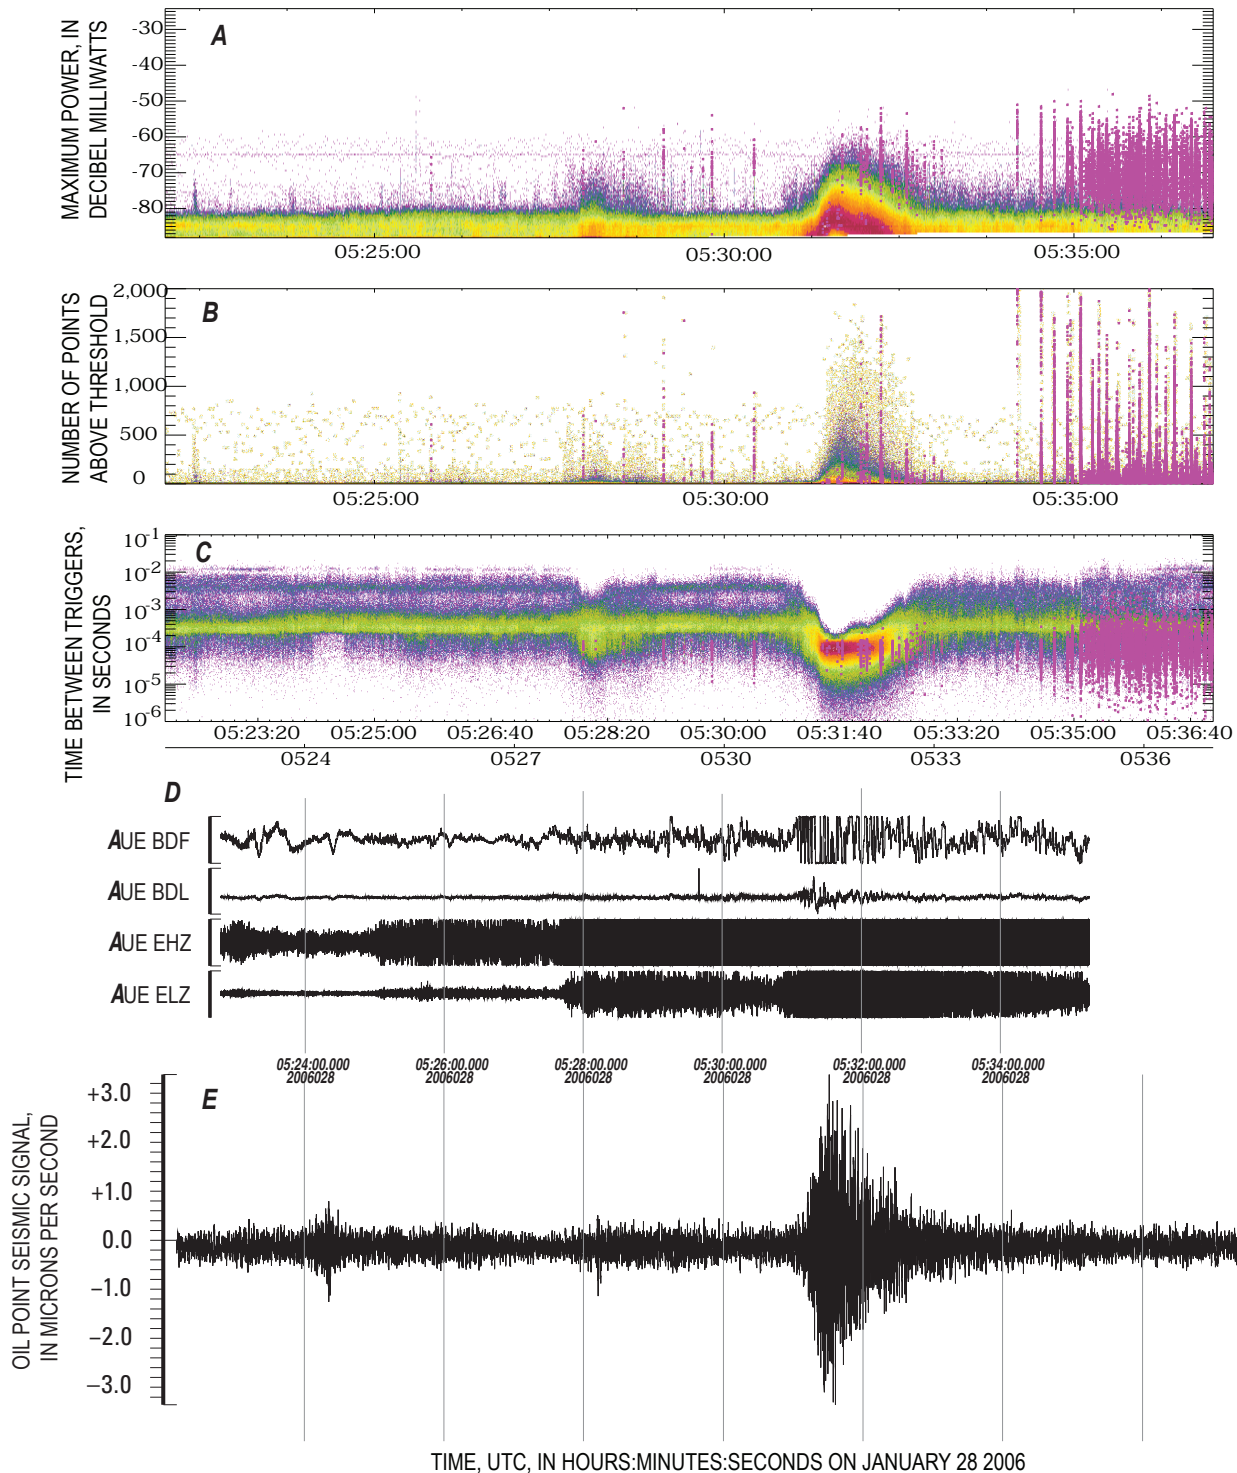 A
MAXIMUM POWER, IN
DECIBEL MILLIWATTS
-30
-40
-50
-60
-70
-80
05:25:00 05:30:00 05:35:00
B
NUMBER OF POINTS
ABOVE THRESHOLD
2,000
1,500
1,000
500
0
05:25:00 05:30:00 05:35:00
C
TIME BETWEEN TRIGGERS,
IN SECONDS
10-1
10-2
10-3
10-4
10-5
10-6
05:23:20 05:25:00 05:26:40 05:28:20 05:30:00 05:31:40 05:33:20 05:35:00 05:36:40
0524 0527 0530 0533 0536
D
AUE BDF
AUE BDL
AUE EHZ
AUE ELZ
05:24:00.000 05:26:00.000 05:28:00.000 05:30:00.000 05:32:00.000 05:34:00.000
2006028 2006028 2006028 2006028 2006028 2006028
E
OIL POINT SEISMIC SIGNAL,
IN MICRONS PER SECOND
+3.0
+2.0
+1.0
0.0
−1.0
−2.0
−3.0
TIME, UTC, IN HOURS:MINUTES:SECONDS ON JANUARY 28 2006